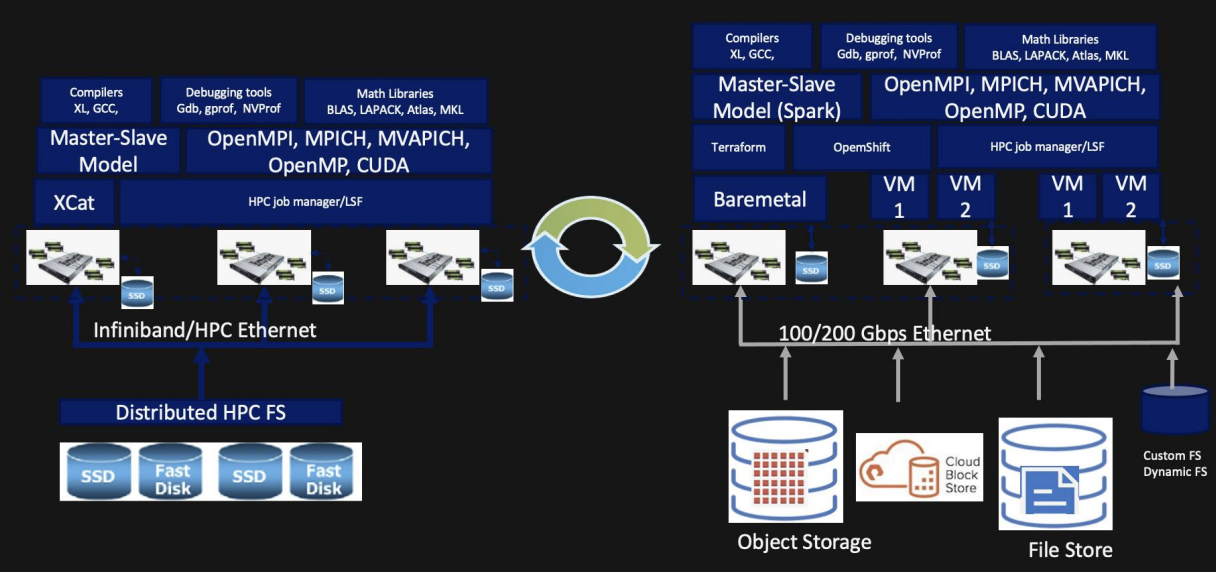 Compilers
XL, GCC,
Debugging tools
Gdb, gprof, NVProf
Math Libraries
BLAS, LAPACK, Atlas, MKL
Master-Slave
Model
OpenMPI, MPICH, MVAPICH,
OpenMP, CUDA
XCat
HPC job manager/LSF
SSD
SSD
SSD
Infiniband/HPC Ethernet
Distributed HPC FS
SSD
Fast
Disk
SSD
Fast
Disk
Compilers
XL, GCC,
Debugging tools
Gdb, gprof, NVProf
Math Libraries
BLAS, LAPACK, Atlas, MKL
Master-Slave
Model (Spark)
OpenMPI, MPICH, MVAPICH,
OpenMP, CUDA
Terraform
OpemShift
HPC job manager/LSF
Baremetal
VM
1
VM
2
VM
1
VM
2
SSD
SSD
SSD
100/200 Gbps Ethernet
Object Storage
Cloud
Block
Store
File Store
Custom FS
Dynamic FS